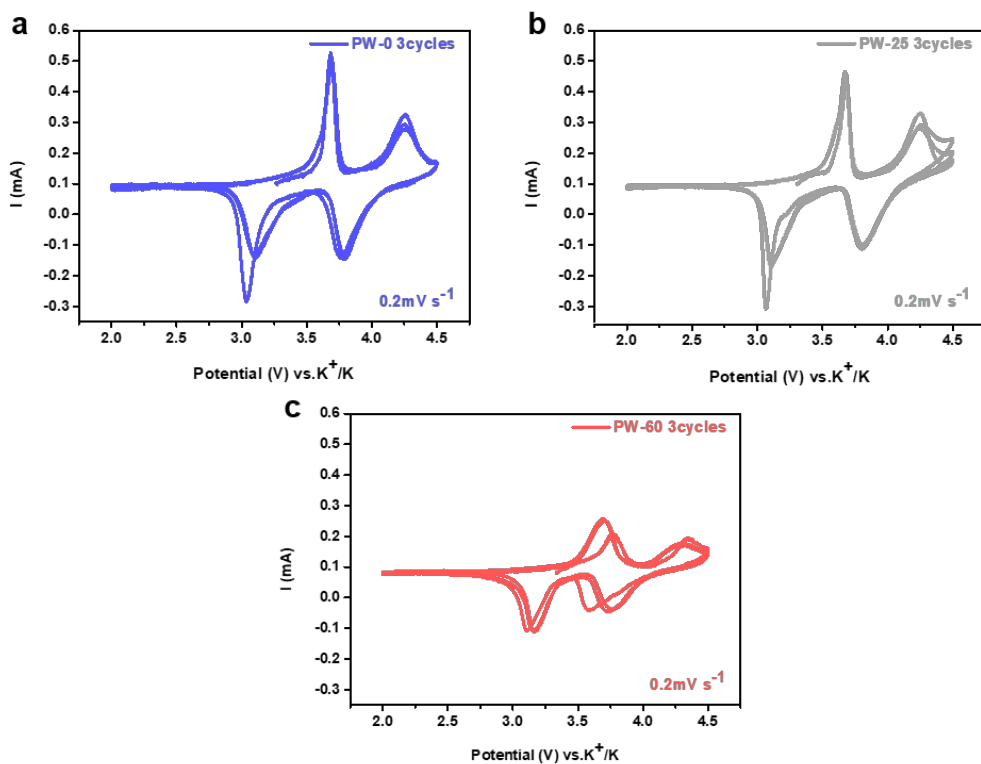 a
PW-0 3cycles
0.6
0.5
0.4
0.3
0.2
0.1
0.0
-0.1
-0.2
-0.3
I (mA)
0.2mV s⁻¹
2.0 2.5 3.0 3.5 4.0 4.5
Potential (V) vs.K⁺/K
b
PW-25 3cycles
0.6
0.5
0.4
0.3
0.2
0.1
0.0
-0.1
-0.2
-0.3
I (mA)
0.2mV s⁻¹
2.0 2.5 3.0 3.5 4.0 4.5
Potential (V) vs.K⁺/K
c
PW-60 3cycles
0.6
0.5
0.4
0.3
0.2
0.1
0.0
-0.1
-0.2
-0.3
I (mA)
0.2mV s⁻¹
2.0 2.5 3.0 3.5 4.0 4.5
Potential (V) vs.K⁺/K